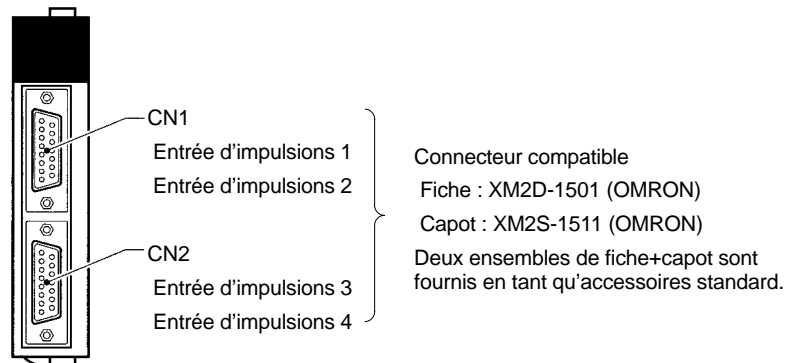 CN1
Entrée d'impulsions 1
Entrée d'impulsions 2
CN2
Entrée d'impulsions 3
Entrée d'impulsions 4
Connecteur compatible
Fiche : XM2D-1501 (OMRON)
Capot : XM2S-1511 (OMRON)
Deux ensembles de fiche+capot sont
fournis en tant qu'accessoires standard.